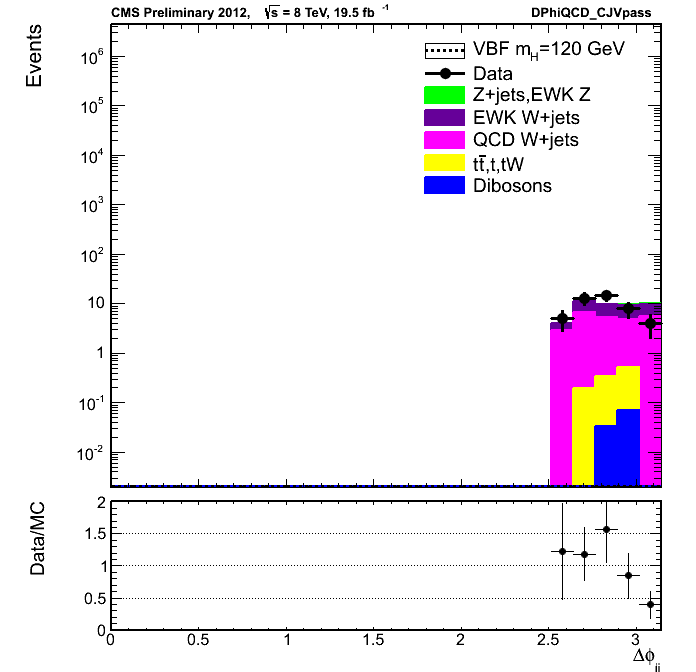 CMS Preliminary 2012, √s = 8 TeV, 19.5 fb⁻¹ DPhiQCD_CJVpass
Events
VBF m_H=120 GeV
Data
Z+jets,EWK Z
EWK W+jets
QCD W+jets
tt̅,t,tW
Dibosons
10⁶
10⁵
10⁴
10³
10²
10
1
10⁻¹
10⁻²
Data/MC
2
1.5
1
0.5
0
0 0.5 1 1.5 2 2.5 3
Δϕ_jj